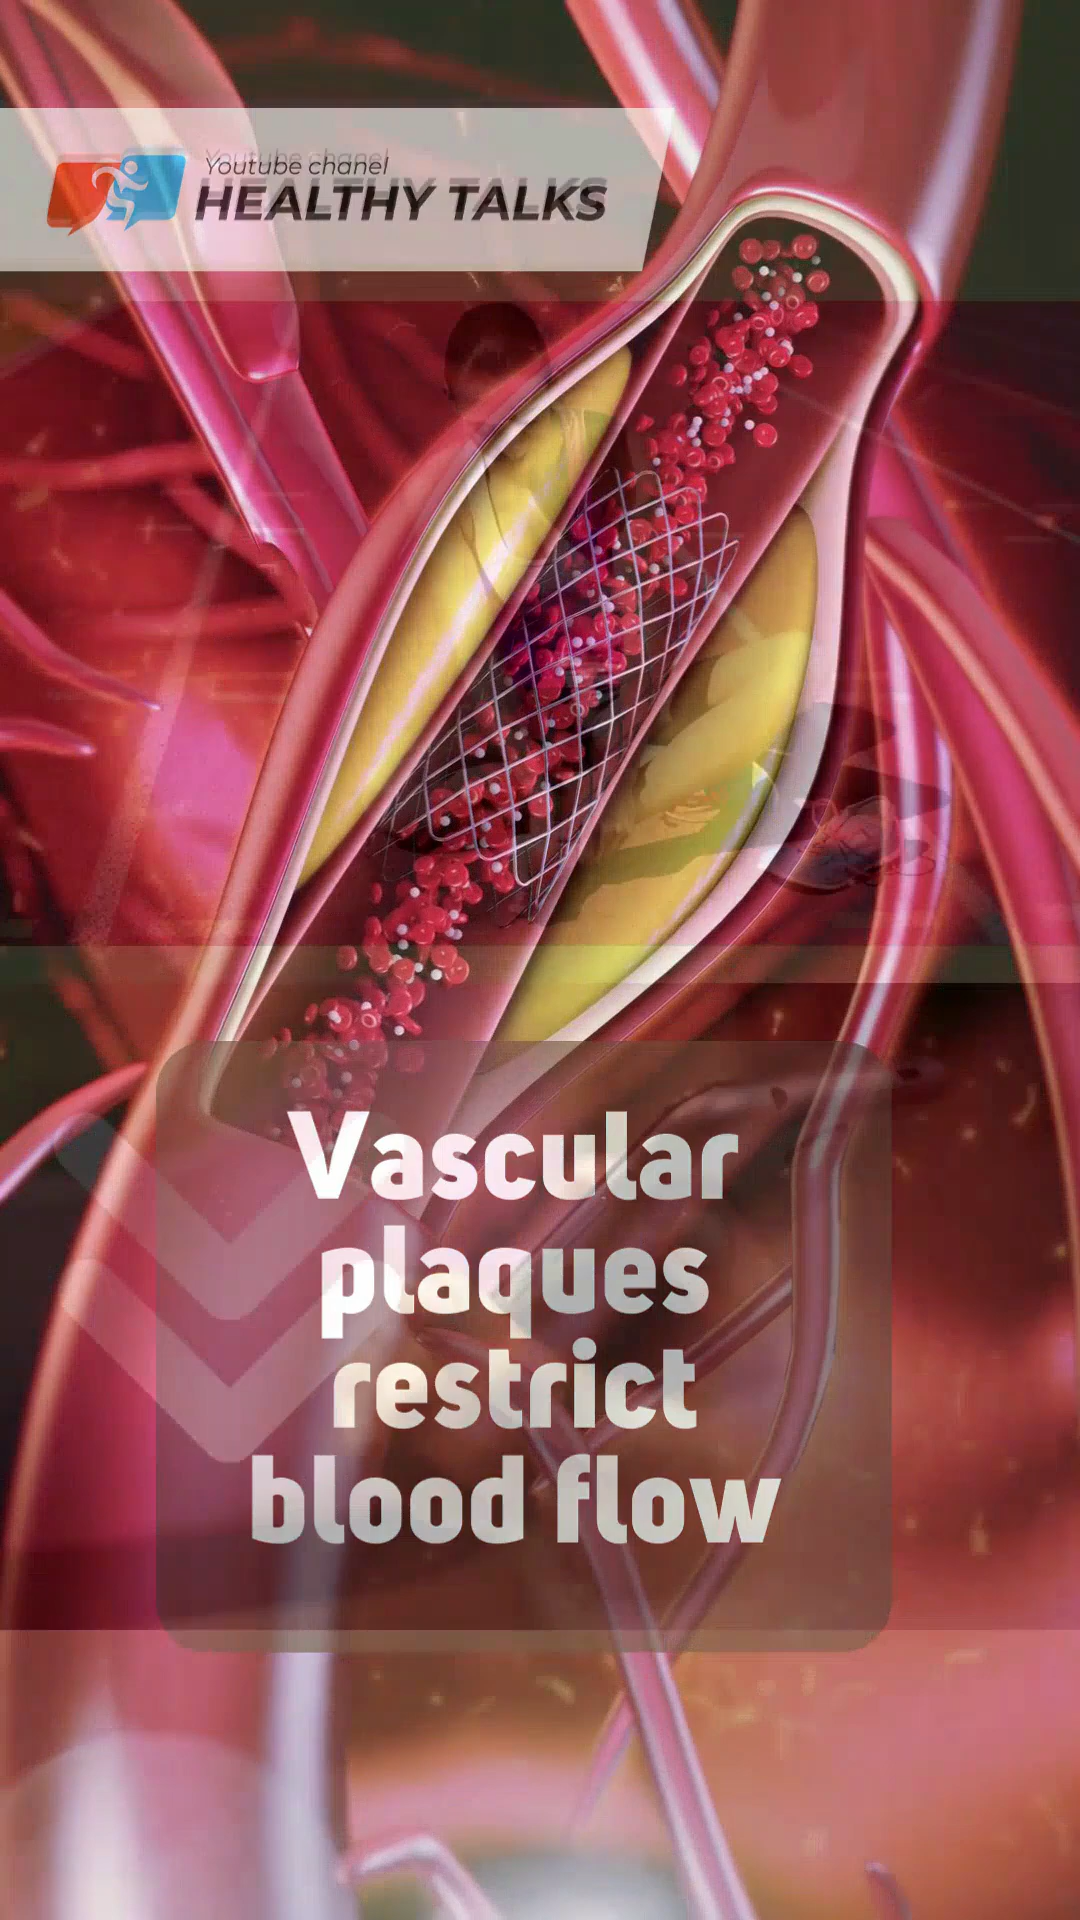 Youtube chanel
HEALTHY TALKS
Vascular
plaques
restrict
blood flow